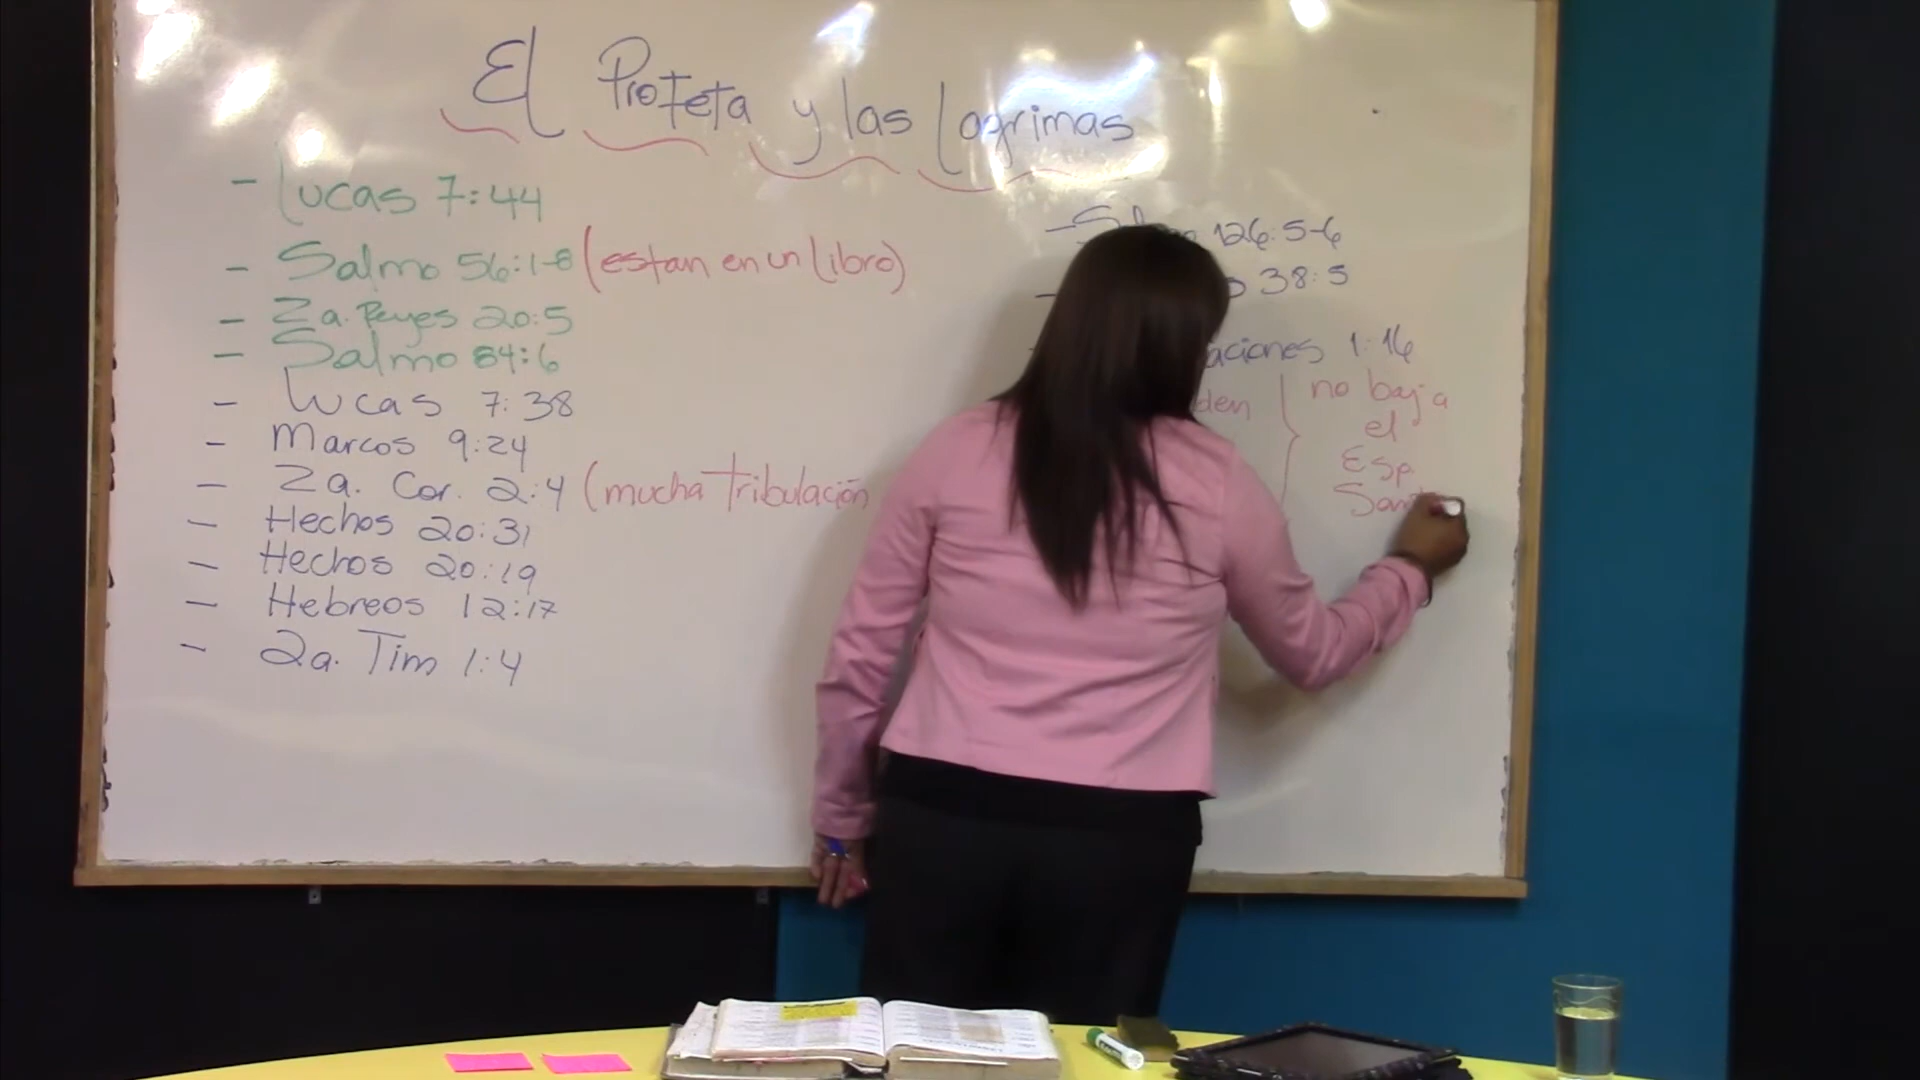 El Profeta y las Lagrimas
- Lucas 7:44
- Salmo 56:1-8 (estan en un Libro)
- 2a. Reyes 20:5
- Salmo 84:6
- Lucas 7:38
- Marcos 9:24
- 2a. Cor. 2:4 (mucha tribulación
- Hechos 20:31
- Hechos 20:19
- Hebreos 12:17
- 2a. Tim 1:4
126:5-6
38:5
aciones 1:16
den
no baja
el
Esp.
Sant